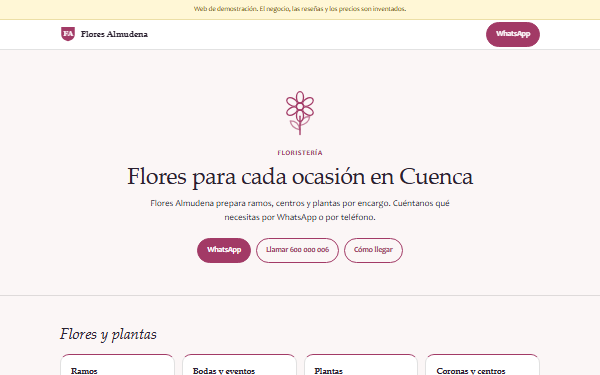 Web de demostración. El negocio, las reseñas y los precios son inventados.
FA Flores Almudena
WhatsApp
FLORISTERÍA
Flores para cada ocasión en Cuenca
Flores Almudena prepara ramos, centros y plantas por encargo. Cuéntanos qué
necesitas por WhatsApp o por teléfono.
WhatsApp
Llamar 600 000 006
Cómo llegar
Flores y plantas
Ramos
Bodas y eventos
Plantas
Coronas y centros